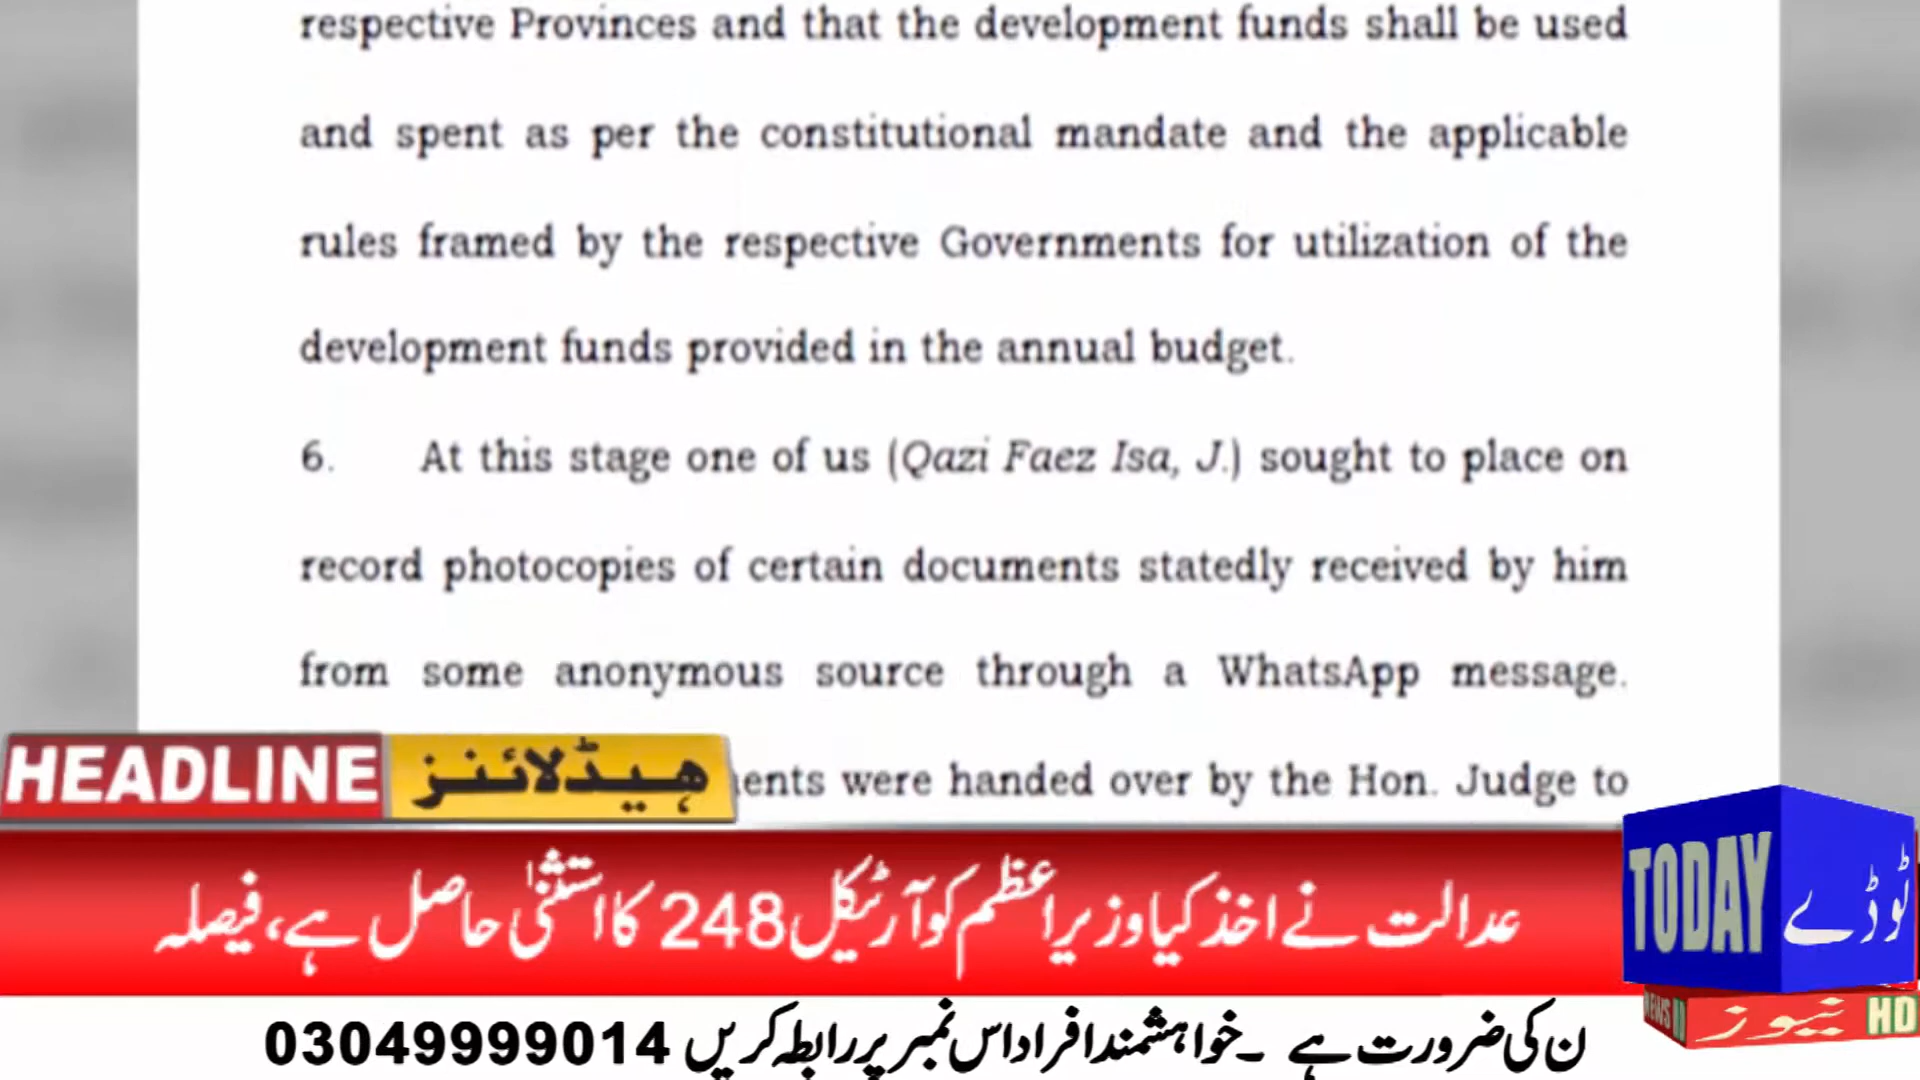 respective Provinces and that the development funds shall be used
and spent as per the constitutional mandate and the applicable
rules framed by the respective Governments for utilization of the
development funds provided in the annual budget.
6. At this stage one of us (Qazi Faez Isa, J.) sought to place on
record photocopies of certain documents statedly received by him
from some anonymous source through a WhatsApp message.
ents were handed over by the Hon. Judge to
HEADLINE ہیڈلائنز
عدالت نے اخذ کیا وزیراعظم کو آرٹیکل 248 کا استثنیٰ حاصل ہے، فیصلہ
TODAY ٹوڈے
NEWS HD نیوز HD
ن کی ضرورت ہے ۔ خواہشمند افراد اس نمبر پر رابطہ کریں 03049999014